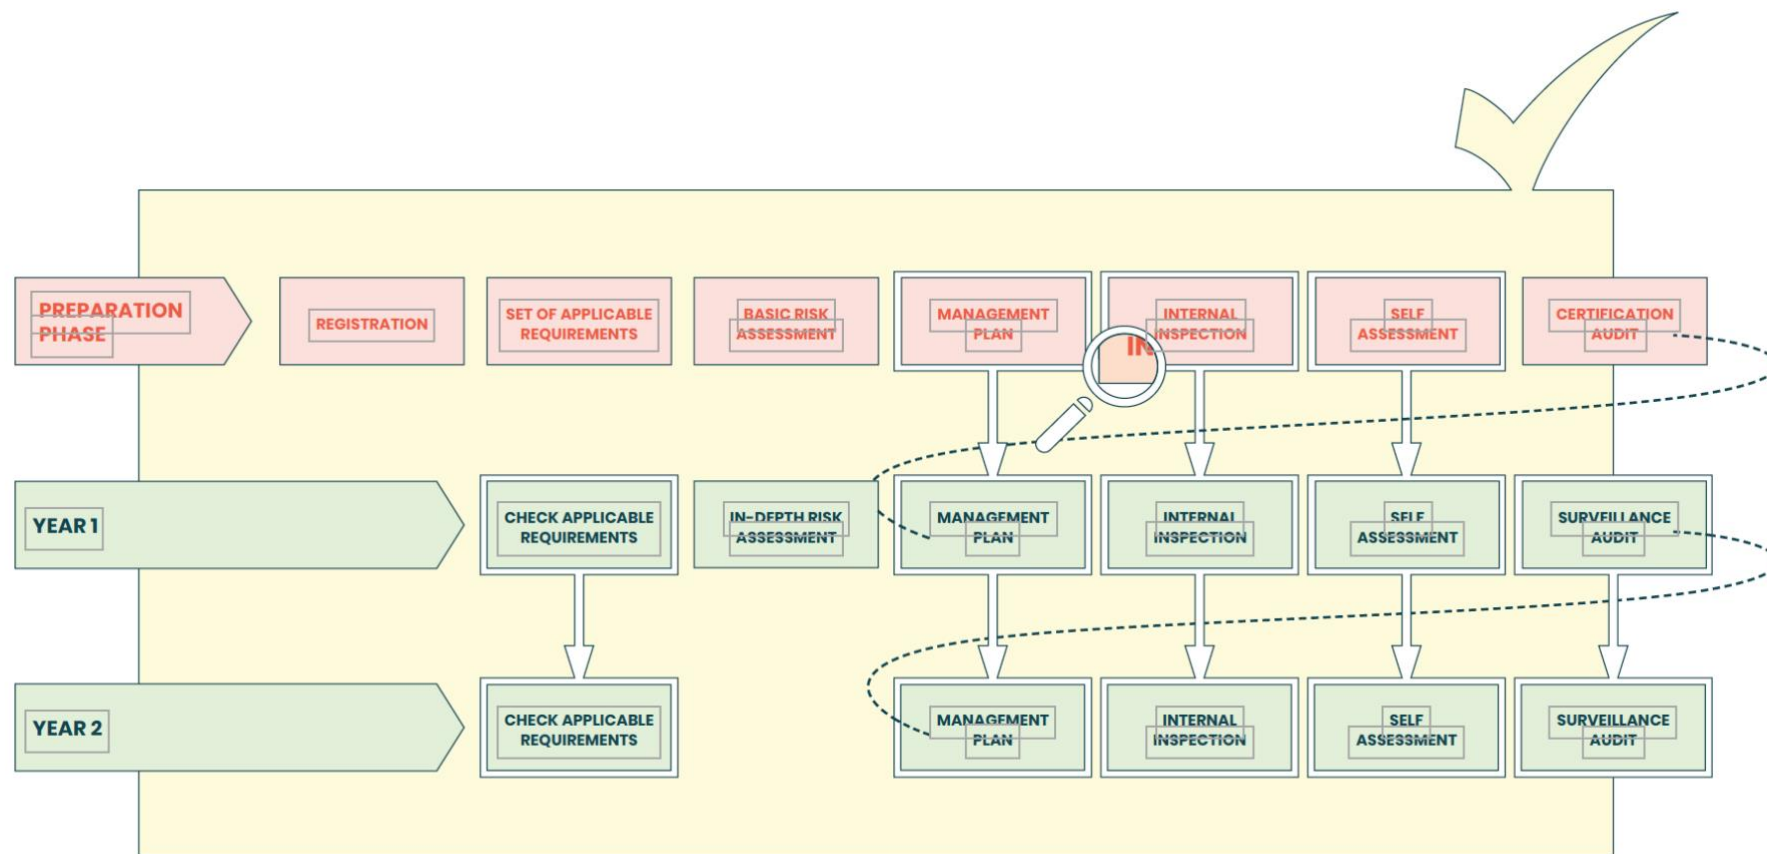 PREPARATION
PHASE
REGISTRATION
SET OF APPLICABLE
REQUIREMENTS
BASIC RISK
ASSESSMENT
MANAGEMENT
PLAN
INTERNAL
INSPECTION
IN
SELF
ASSESSMENT
CERTIFICATION
AUDIT
YEAR 1
CHECK APPLICABLE
REQUIREMENTS
IN-DEPTH RISK
ASSESSMENT
MANAGEMENT
PLAN
INTERNAL
INSPECTION
SELF
ASSESSMENT
SURVEILLANCE
AUDIT
YEAR 2
CHECK APPLICABLE
REQUIREMENTS
MANAGEMENT
PLAN
INTERNAL
INSPECTION
SELF
ASSESSMENT
SURVEILLANCE
AUDIT